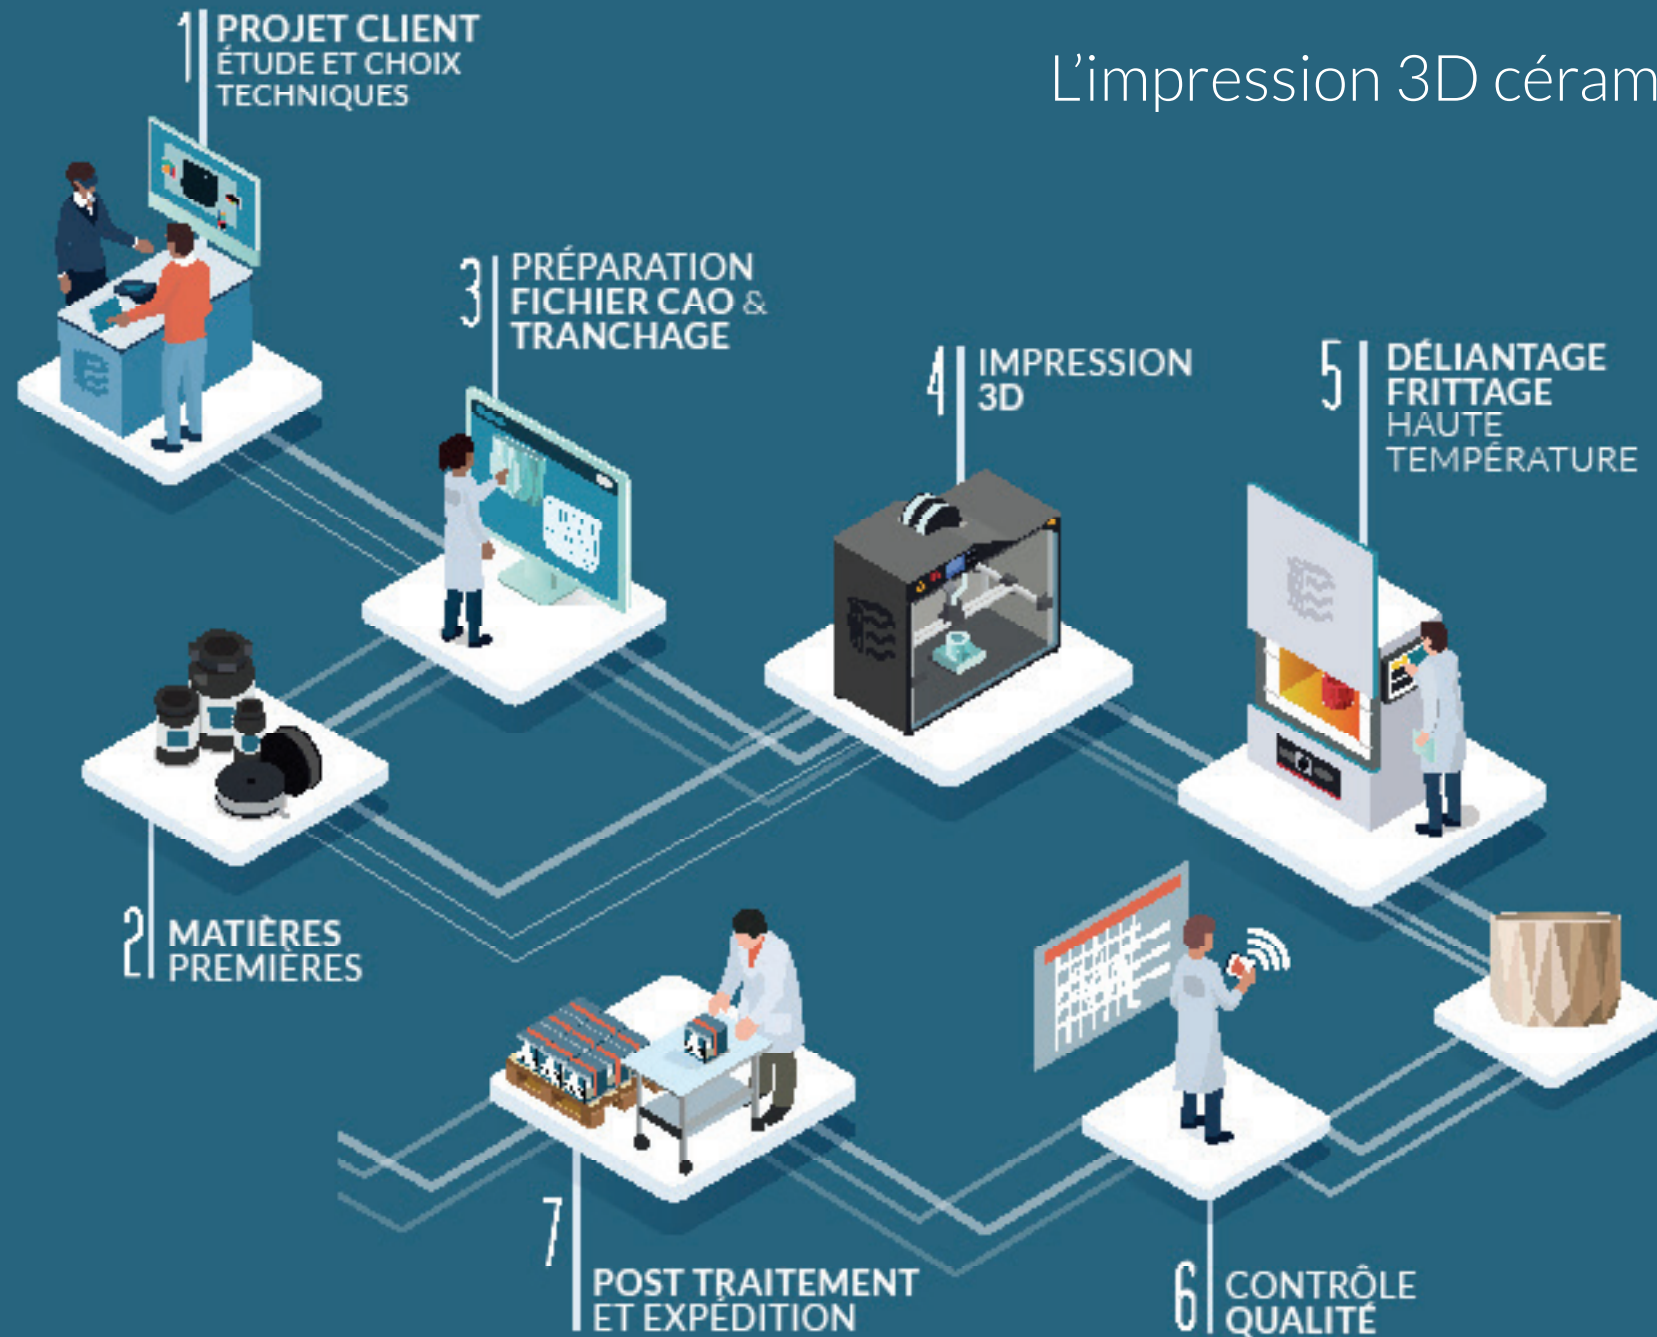 L'impression 3D céram
1
PROJET CLIENT
ÉTUDE ET CHOIX
TECHNIQUES
3
PRÉPARATION
FICHIER CAO &
TRANCHAGE
4
IMPRESSION
3D
5
DÉLIANTAGE
FRITTAGE
HAUTE
TEMPÉRATURE
2
MATIÈRES
PREMIÈRES
7
POST TRAITEMENT
ET EXPÉDITION
6
CONTRÔLE
QUALITÉ